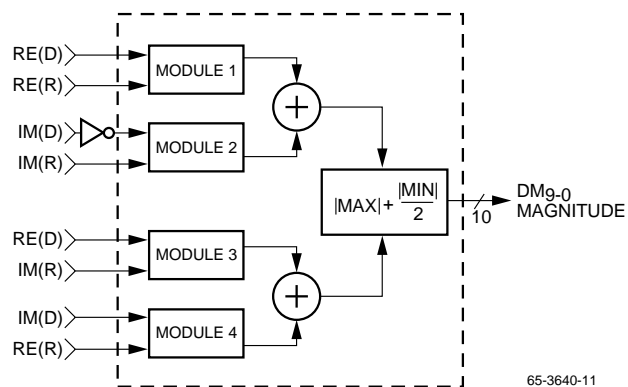 RE(D)
RE(R)
MODULE 1
IM(D)
IM(R)
MODULE 2
+
|MAX| + |MIN|
2
10
DM9-0
MAGNITUDE
RE(D)
IM(R)
MODULE 3
+
IM(D)
RE(R)
MODULE 4
65-3640-11